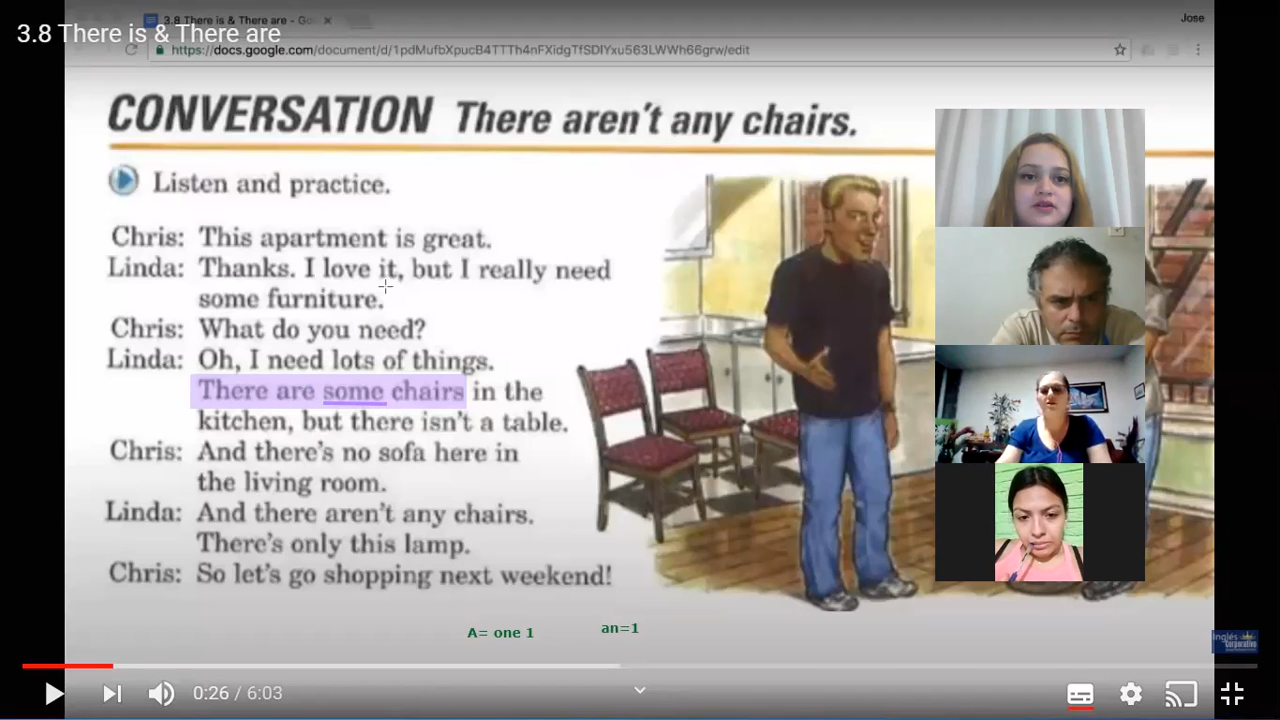 3.8 There is & There are - Go
3.8 There is & There are
Jose
https://docs.google.com/document/d/1pdMufbXpucB4TTTh4nFXidgTfSDIYxu563LWWh66grw/edit
CONVERSATION There aren't any chairs.
Listen and practice.
Chris: This apartment is great.
Linda: Thanks. I love it, but I really need
some furniture.
Chris: What do you need?
Linda: Oh, I need lots of things.
There are some chairs in the
kitchen, but there isn't a table.
Chris: And there's no sofa here in
the living room.
Linda: And there aren't any chairs.
There's only this lamp.
Chris: So let's go shopping next weekend!
A= one 1
an=1
Inglés
Corporativo
0:26 / 6:03